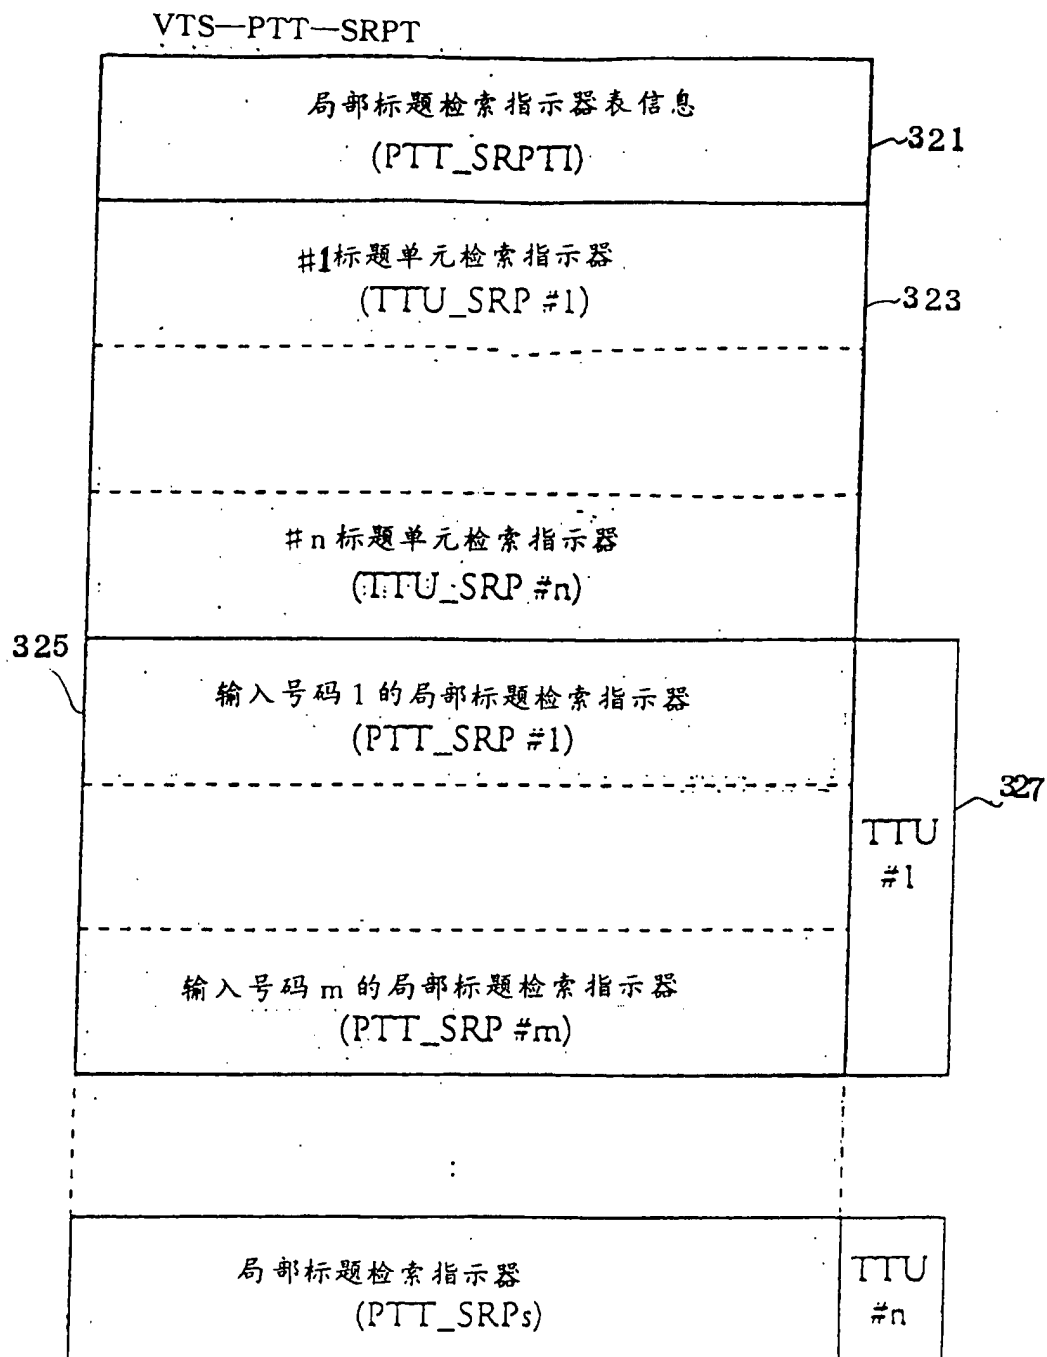 VTS—PTT—SRPT
局部标题检索指示器表信息
(PTT_SRPTI)
321
#1标题单元检索指示器
(TTU_SRP #1)
323
#n标题单元检索指示器
(TTU_SRP #n)
325
输入号码1的局部标题检索指示器
(PTT_SRP #1)
327
TTU
#1
输入号码m的局部标题检索指示器
(PTT_SRP #m)
:
局部标题检索指示器
(PTT_SRPs)
TTU
#n